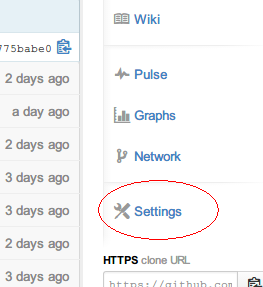 Wiki
775babe0
2 days ago
Pulse
a day ago
Graphs
2 days ago
Network
3 days ago
3 days ago
Settings
2 days ago
HTTPS clone URL
3 days ago
https://github.com